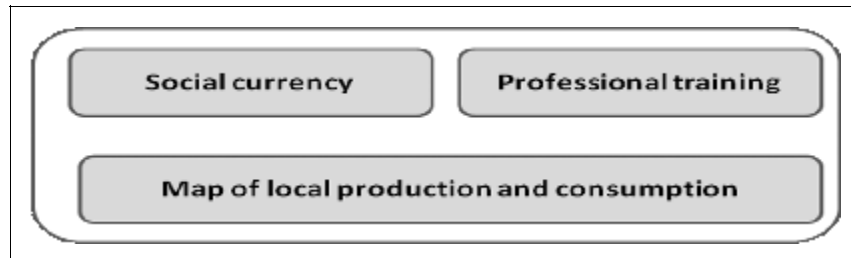 Social currency
Professional training
Map of local production and consumption